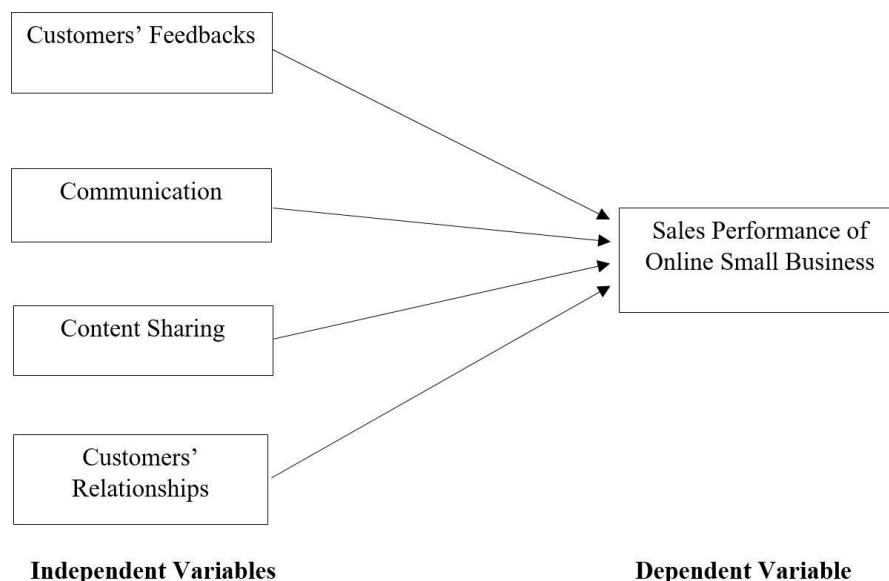 Customers’ Feedbacks
Communication
Content Sharing
Customers’
Relationships
Sales Performance of
Online Small Business
Independent Variables
Dependent Variable